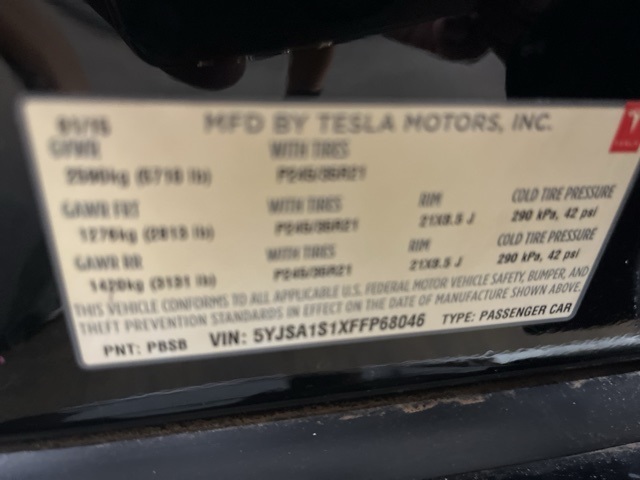 01/15 MFD BY TESLA MOTORS, INC.
GVWR WITH TIRES
2590kg (5710 lb) P245/35R21
GAWR FRT WITH TIRES RIM COLD TIRE PRESSURE
1276kg (2813 lb) P245/35R21 21X8.5 J 290 kPa, 42 psi
GAWR RR WITH TIRES RIM COLD TIRE PRESSURE
1420kg (3131 lb) P245/35R21 21X8.5 J 290 kPa, 42 psi
THIS VEHICLE CONFORMS TO ALL APPLICABLE U.S. FEDERAL MOTOR VEHICLE SAFETY, BUMPER, AND
THEFT PREVENTION STANDARDS IN EFFECT ON THE DATE OF MANUFACTURE SHOWN ABOVE.
PNT: PBSB VIN: 5YJSA1S1XFFP68046 TYPE: PASSENGER CAR